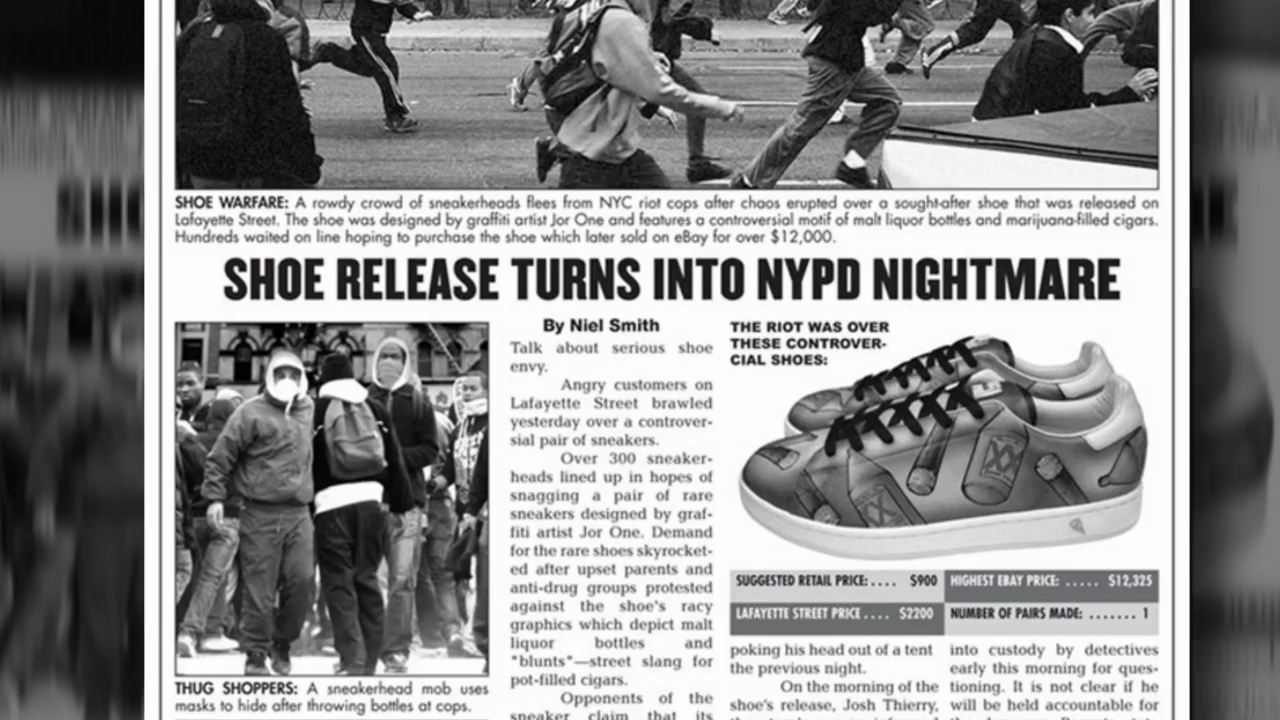 SHOE WARFARE: A rowdy crowd of sneakerheads flees from NYC riot cops after chaos erupted over a sought-after shoe that was released on
Lafayette Street. The shoe was designed by graffiti artist Jor One and features a controversial motif of malt liquor bottles and marijuana-filled cigars.
Hundreds waited on line hoping to purchase the shoe which later sold on eBay for over $12,000.
SHOE RELEASE TURNS INTO NYPD NIGHTMARE
THUG SHOPPERS: A sneakerhead mob uses
masks to hide after throwing bottles at cops.
By Niel Smith
Talk about serious shoe
envy.
Angry customers on
Lafayette Street brawled
yesterday over a controver-
sial pair of sneakers.
Over 300 sneaker-
heads lined up in hopes of
snagging a pair of rare
sneakers designed by graf-
fiti artist Jor One. Demand
for the rare shoes skyrocket-
ed after upset parents and
anti-drug groups protested
against the shoe's racy
graphics which depict malt
liquor bottles and
"blunts"—street slang for
pot-filled cigars.
Opponents of the
sneaker claim that its
THE RIOT WAS OVER
THESE CONTROVER-
CIAL SHOES:
XX
XX
SUGGESTED RETAIL PRICE: .... $900
HIGHEST EBAY PRICE: ..... $12,325
LAFAYETTE STREET PRICE .... $2200
NUMBER OF PAIRS MADE: ....... 1
poking his head out of a tent
the previous night.
On the morning of the
shoe's release, Josh Thierry,
into custody by detectives
early this morning for ques-
tioning. It is not clear if he
will be held accountable for